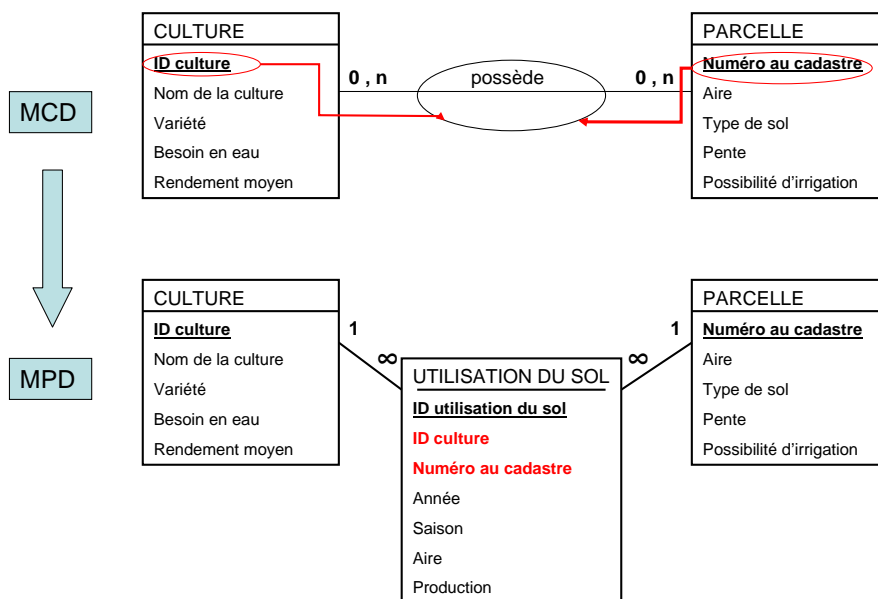 MCD
CULTURE
ID culture
Nom de la culture
Variété
Besoin en eau
Rendement moyen
0 , n
possède
0 , n
PARCELLE
Numéro au cadastre
Aire
Type de sol
Pente
Possibilité d'irrigation
MPD
CULTURE
ID culture
Nom de la culture
Variété
Besoin en eau
Rendement moyen
1
∞
UTILISATION DU SOL
ID utilisation du sol
ID culture
Numéro au cadastre
Année
Saison
Aire
Production
∞
1
PARCELLE
Numéro au cadastre
Aire
Type de sol
Pente
Possibilité d'irrigation